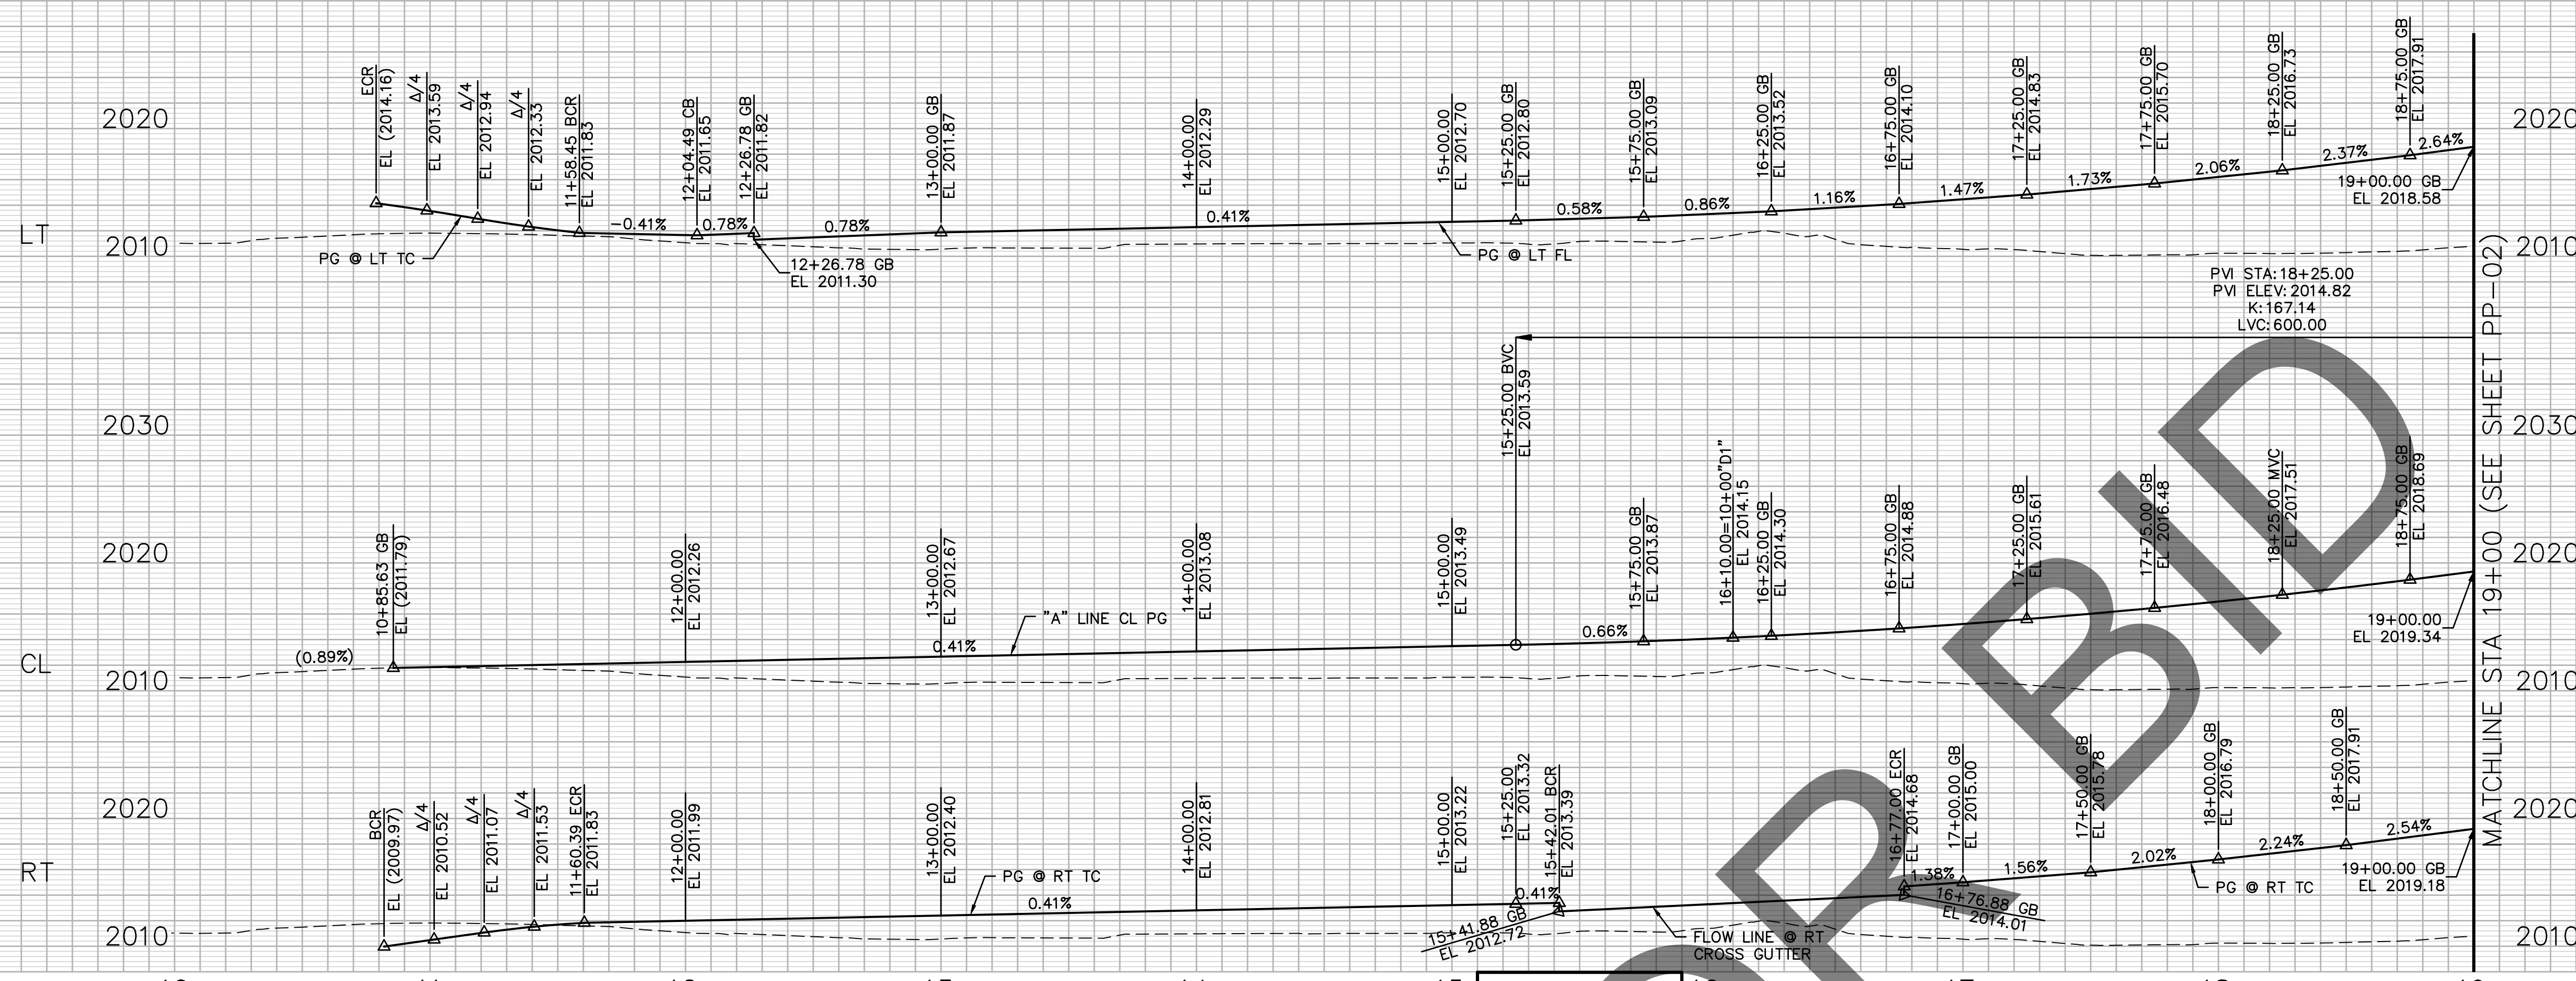 2020
LT
2010
ECR
EL (2014.16)
Δ/4
EL 2013.59
Δ/4
EL 2012.94
Δ/4
EL 2012.33
11+58.45 BCR
EL 2011.83
12+04.49 CB
EL 2011.65
12+26.78 GB
EL 2011.82
13+00.00 GB
EL 2011.87
14+00.00
EL 2012.29
15+00.00
EL 2012.70
15+25.00 GB
EL 2012.80
15+75.00 GB
EL 2013.09
16+25.00 GB
EL 2013.52
16+75.00 GB
EL 2014.10
17+25.00 GB
EL 2014.83
17+75.00 GB
EL 2015.70
18+25.00 GB
EL 2016.73
18+75.00 GB
EL 2017.91
2020
2010
-0.41%
0.78%
0.78%
0.41%
0.58%
0.86%
1.16%
1.47%
1.73%
2.06%
2.37%
2.64%
19+00.00 GB
EL 2018.58
PG @ LT TC
12+26.78 GB
EL 2011.30
PG @ LT FL
PVI STA:18+25.00
PVI ELEV:2014.82
K:167.14
LVC:600.00
2030
2020
CL
2010
10+85.63 GB
EL (2011.79)
12+00.00
EL 2012.26
13+00.00
EL 2012.67
14+00.00
EL 2013.08
15+00.00
EL 2013.49
15+25.00 BVC
EL 2013.59
15+75.00 GB
EL 2013.87
16+10.00=10+00"D1"
EL 2014.15
16+25.00 GB
EL 2014.30
16+75.00 GB
EL 2014.88
17+25.00 GB
EL 2015.61
17+75.00 GB
EL 2016.48
18+25.00 MVC
EL 2017.51
18+75.00 GB
EL 2018.69
2030
2020
2010
(0.89%)
0.41%
"A" LINE CL PG
0.66%
19+00.00
EL 2019.34
2020
RT
2010
BCR
EL (2009.97)
Δ/4
EL 2010.52
Δ/4
EL 2011.07
Δ/4
EL 2011.53
11+60.39 ECR
EL 2011.83
12+00.00
EL 2011.99
13+00.00
EL 2012.40
14+00.00
EL 2012.81
15+00.00
EL 2013.22
15+25.00
EL 2013.32
15+42.01 BCR
EL 2013.39
16+77.00 ECR
EL 2014.68
17+00.00 GB
EL 2015.00
17+50.00 GB
EL 2015.78
18+00.00 GB
EL 2016.79
18+50.00 GB
EL 2017.91
2020
2010
PG @ RT TC
0.41%
0.41%
15+41.88 GB
EL 2012.72
FLOW LINE @ RT
CROSS GUTTER
1.38%
16+76.88 GB
EL 2014.01
1.56%
2.02%
2.24%
2.54%
PG @ RT TC
19+00.00 GB
EL 2019.18
MATCHLINE STA 19+00 (SEE SHEET PP-02)
BID